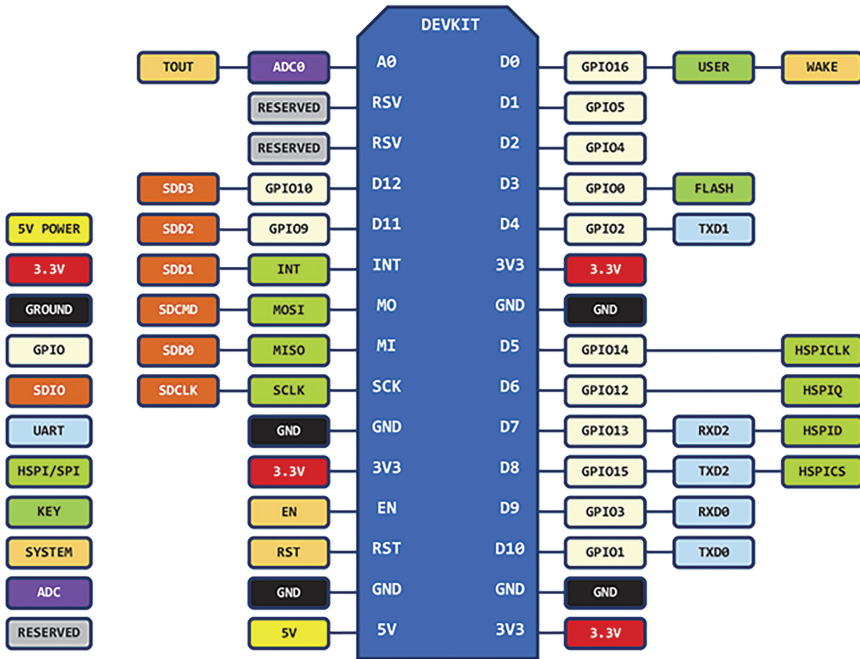 DEVKIT
TOUT ADC0 A0 D0 GPIO16 USER WAKE
RESERVED RSV D1 GPIO5
RESERVED RSV D2 GPIO4
SDD3 GPIO10 D12 D3 GPIO0 FLASH
5V POWER SDD2 GPIO9 D11 D4 GPIO2 TXD1
3.3V SDD1 INT INT 3V3 3.3V
GROUND SDCMD MOSI MO GND GND
GPIO SDD0 MISO MI D5 GPIO14 HSPICLK
SDIO SDCLK SCLK SCK D6 GPIO12 HSPIQ
UART GND GND D7 GPIO13 RXD2 HSPID
HSPI/SPI 3.3V 3V3 D8 GPIO15 TXD2 HSPICS
KEY EN EN D9 GPIO3 RXD0
SYSTEM RST RST D10 GPIO1 TXD0
ADC GND GND GND GND
RESERVED 5V 5V 3V3 3.3V